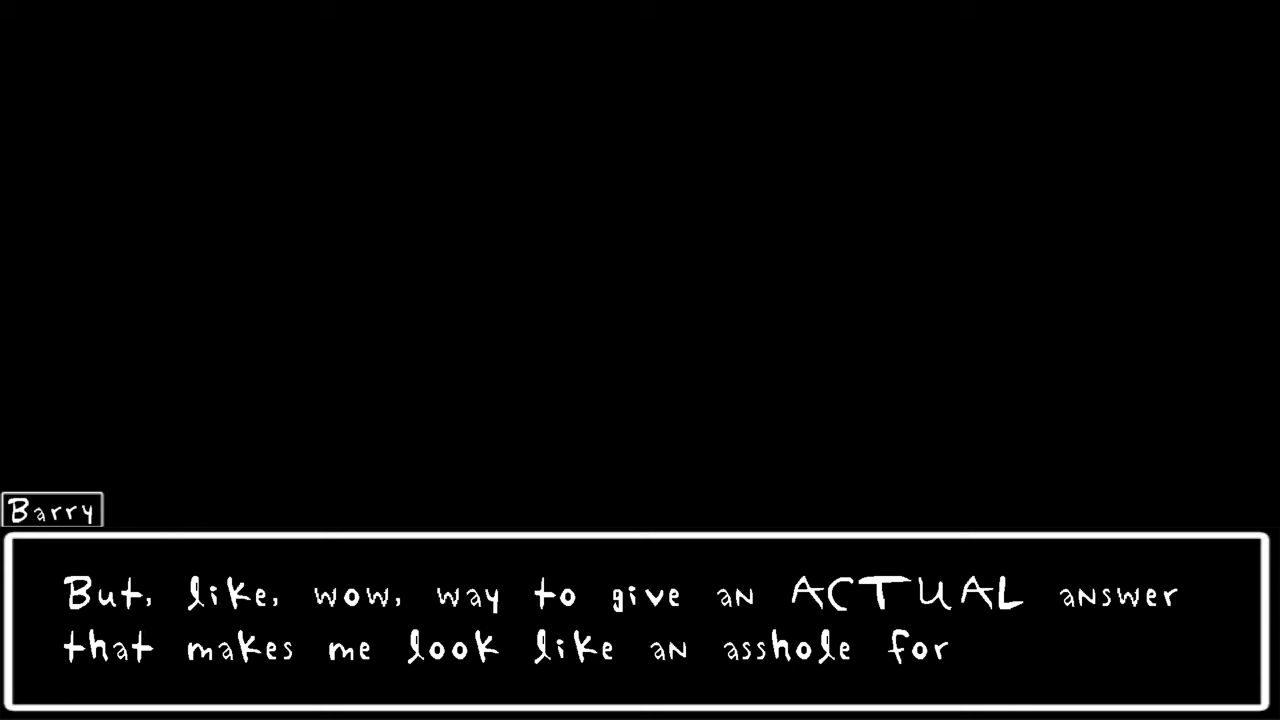 Barry
But, like, wow, way to give an ACTUAL answer
that makes me look like an asshole for